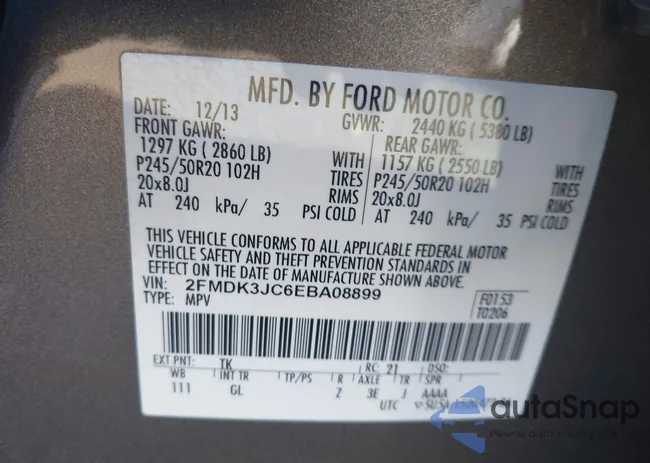 MFD. BY FORD MOTOR CO.
DATE: 12/13 GVWR: 2440 KG ( 5380 LB)
FRONT GAWR: REAR GAWR:
1297 KG ( 2860 LB) WITH 1157 KG ( 2550 LB) WITH
P245/50R20 102H TIRES P245/50R20 102H TIRES
20x8.0J RIMS 20x8.0J RIMS
AT 240 kPa/ 35 PSI COLD AT 240 kPa/ 35 PSI COLD
THIS VEHICLE CONFORMS TO ALL APPLICABLE FEDERAL MOTOR
VEHICLE SAFETY AND THEFT PREVENTION STANDARDS IN
EFFECT ON THE DATE OF MANUFACTURE SHOWN ABOVE.
VIN: 2FMDK3JC6EBA08899
TYPE: MPV
F0153
T0206
EXT PNT: TK RC: 21 DSO:
WB INT TR TP/PS R AXLE TR SPR
111 GL Z 3E J AAAA
UTC
autaSnap